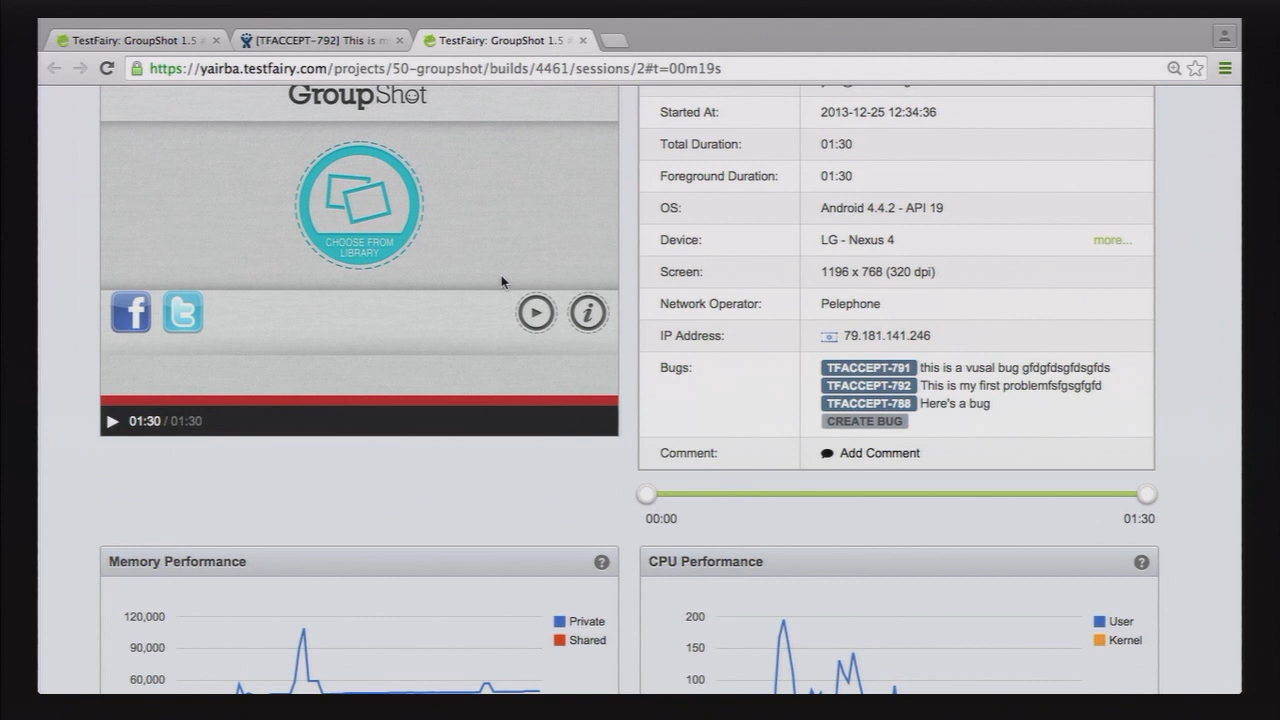 TestFairy: GroupShot 1.5
[TFACCEPT-792] This is m
TestFairy: GroupShot 1.5
https://yairba.testfairy.com/projects/50-groupshot/builds/4461/sessions/2#t=00m19s
GroupShot
CHOOSE FROM
LIBRARY
01:30 / 01:30
Started At: 2013-12-25 12:34:36
Total Duration: 01:30
Foreground Duration: 01:30
OS: Android 4.4.2 - API 19
Device: LG - Nexus 4 more...
Screen: 1196 x 768 (320 dpi)
Network Operator: Pelephone
IP Address: 79.181.141.246
Bugs: TFACCEPT-791 this is a vusal bug gfdgfdsgfdsgfds
TFACCEPT-792 This is my first problemfsfgsgfgfd
TFACCEPT-788 Here's a bug
CREATE BUG
Comment: Add Comment
00:00 01:30
Memory Performance ?
120,000
90,000
60,000
Private
Shared
CPU Performance ?
200
150
100
User
Kernel